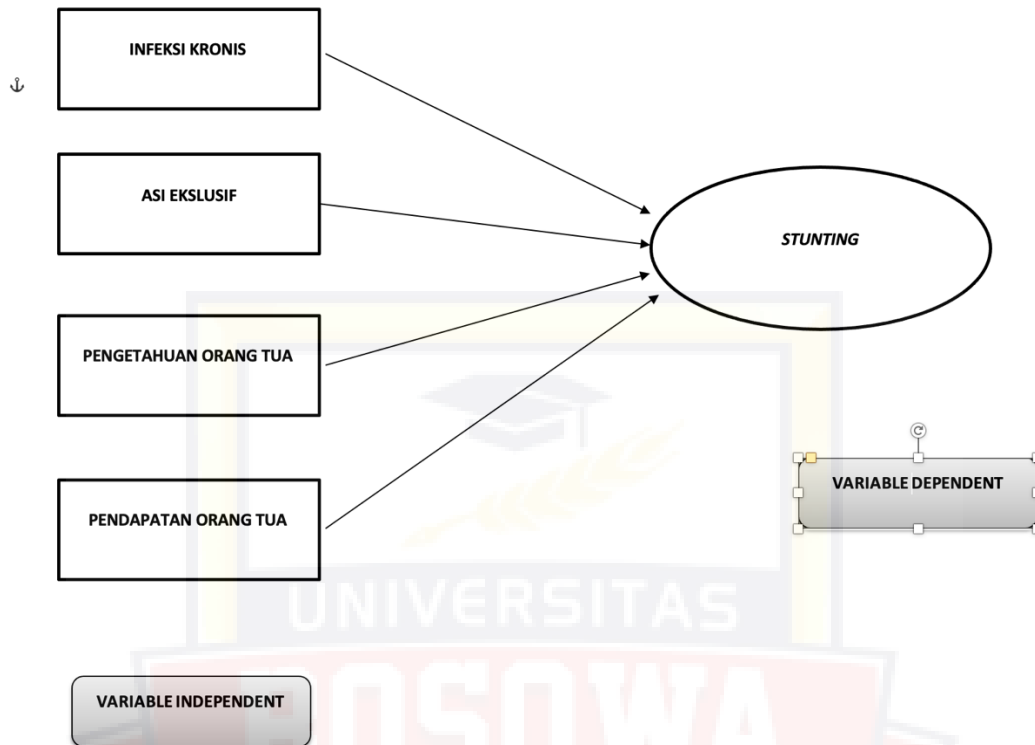 INFEKSI KRONIS
ASI EKSLUSIF
STUNTING
PENGETAHUAN ORANG TUA
VARIABLE DEPENDENT
PENDAPATAN ORANG TUA
UNIVERSITAS
BOSOWA
VARIABLE INDEPENDENT